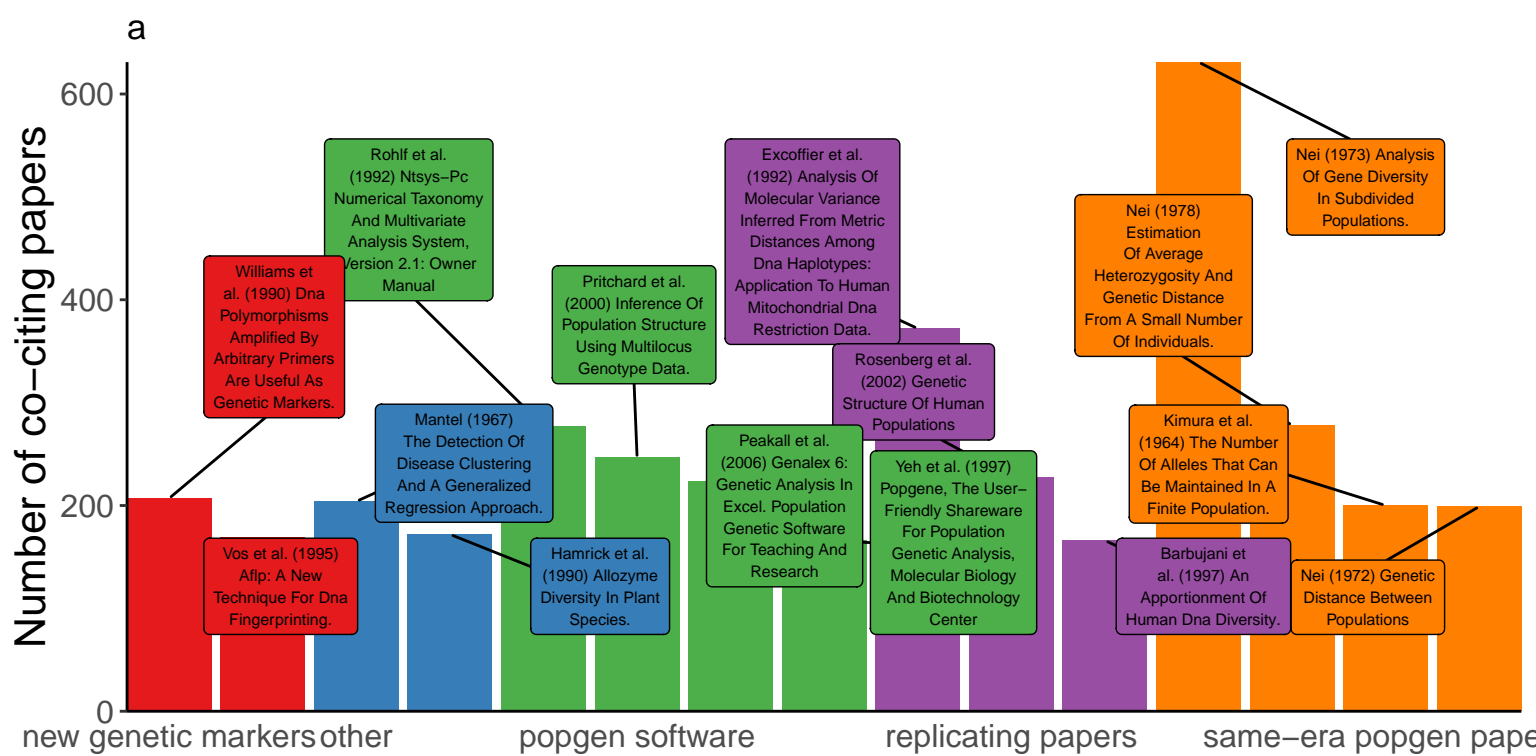 a
Number of co−citing papers
600
400
200
0
Rohlf et al.
(1992) Ntsys−Pc
Numerical Taxonomy
And Multivariate
Analysis System,
Version 2.1: Owner
Manual
Williams et
al. (1990) Dna
Polymorphisms
Amplified By
Arbitrary Primers
Are Useful As
Genetic Markers.
Vos et al. (1995)
Aflp: A New
Technique For Dna
Fingerprinting.
Mantel (1967)
The Detection Of
Disease Clustering
And A Generalized
Regression Approach.
Hamrick et al.
(1990) Allozyme
Diversity In Plant
Species.
Pritchard et al.
(2000) Inference Of
Population Structure
Using Multilocus
Genotype Data.
Excoffier et al.
(1992) Analysis Of
Molecular Variance
Inferred From Metric
Distances Among
Dna Haplotypes:
Application To Human
Mitochondrial Dna
Restriction Data.
Rosenberg et al.
(2002) Genetic
Structure Of Human
Populations
Peakall et al.
(2006) Genalex 6:
Genetic Analysis In
Excel. Population
Genetic Software
For Teaching And
Research
Yeh et al. (1997)
Popgene, The User−
Friendly Shareware
For Population
Genetic Analysis,
Molecular Biology
And Biotechnology
Center
Nei (1973) Analysis
Of Gene Diversity
In Subdivided
Populations.
Nei (1978)
Estimation
Of Average
Heterozygosity And
Genetic Distance
From A Small Number
Of Individuals.
Kimura et al.
(1964) The Number
Of Alleles That Can
Be Maintained In A
Finite Population.
Barbujani et
al. (1997) An
Apportionment Of
Human Dna Diversity.
Nei (1972) Genetic
Distance Between
Populations
new genetic markers other popgen software replicating papers same−era popgen pape